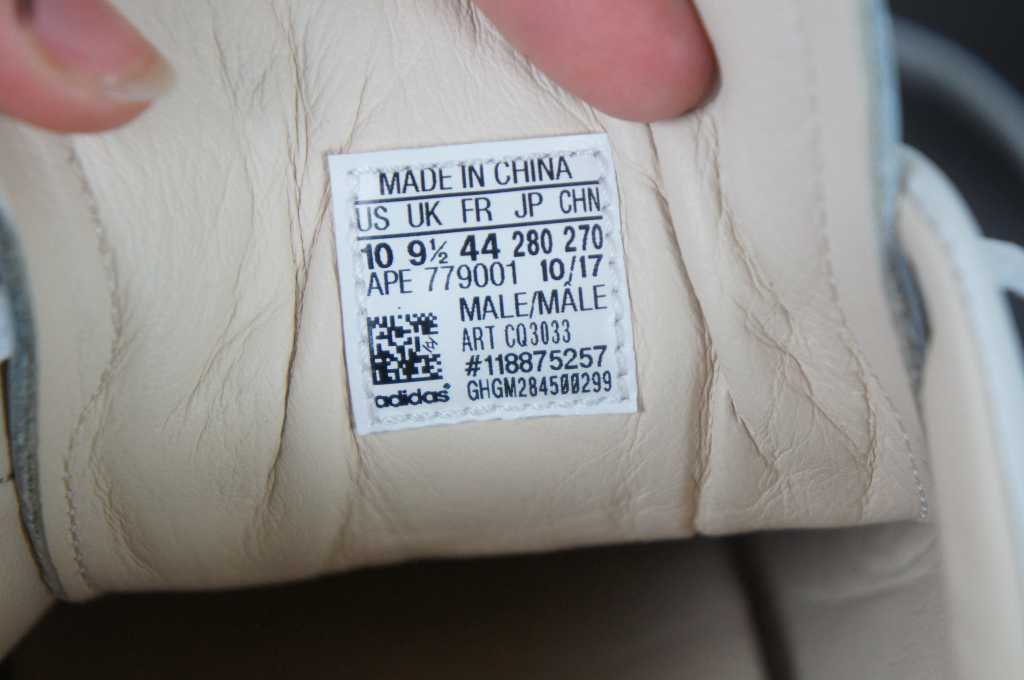 MADE IN CHINA
US UK FR JP CHN
10 9½ 44 280 270
APE 779001 10/17
MALE/MÂLE
ART CQ3033
#118875257
adidas® GHGM284500299